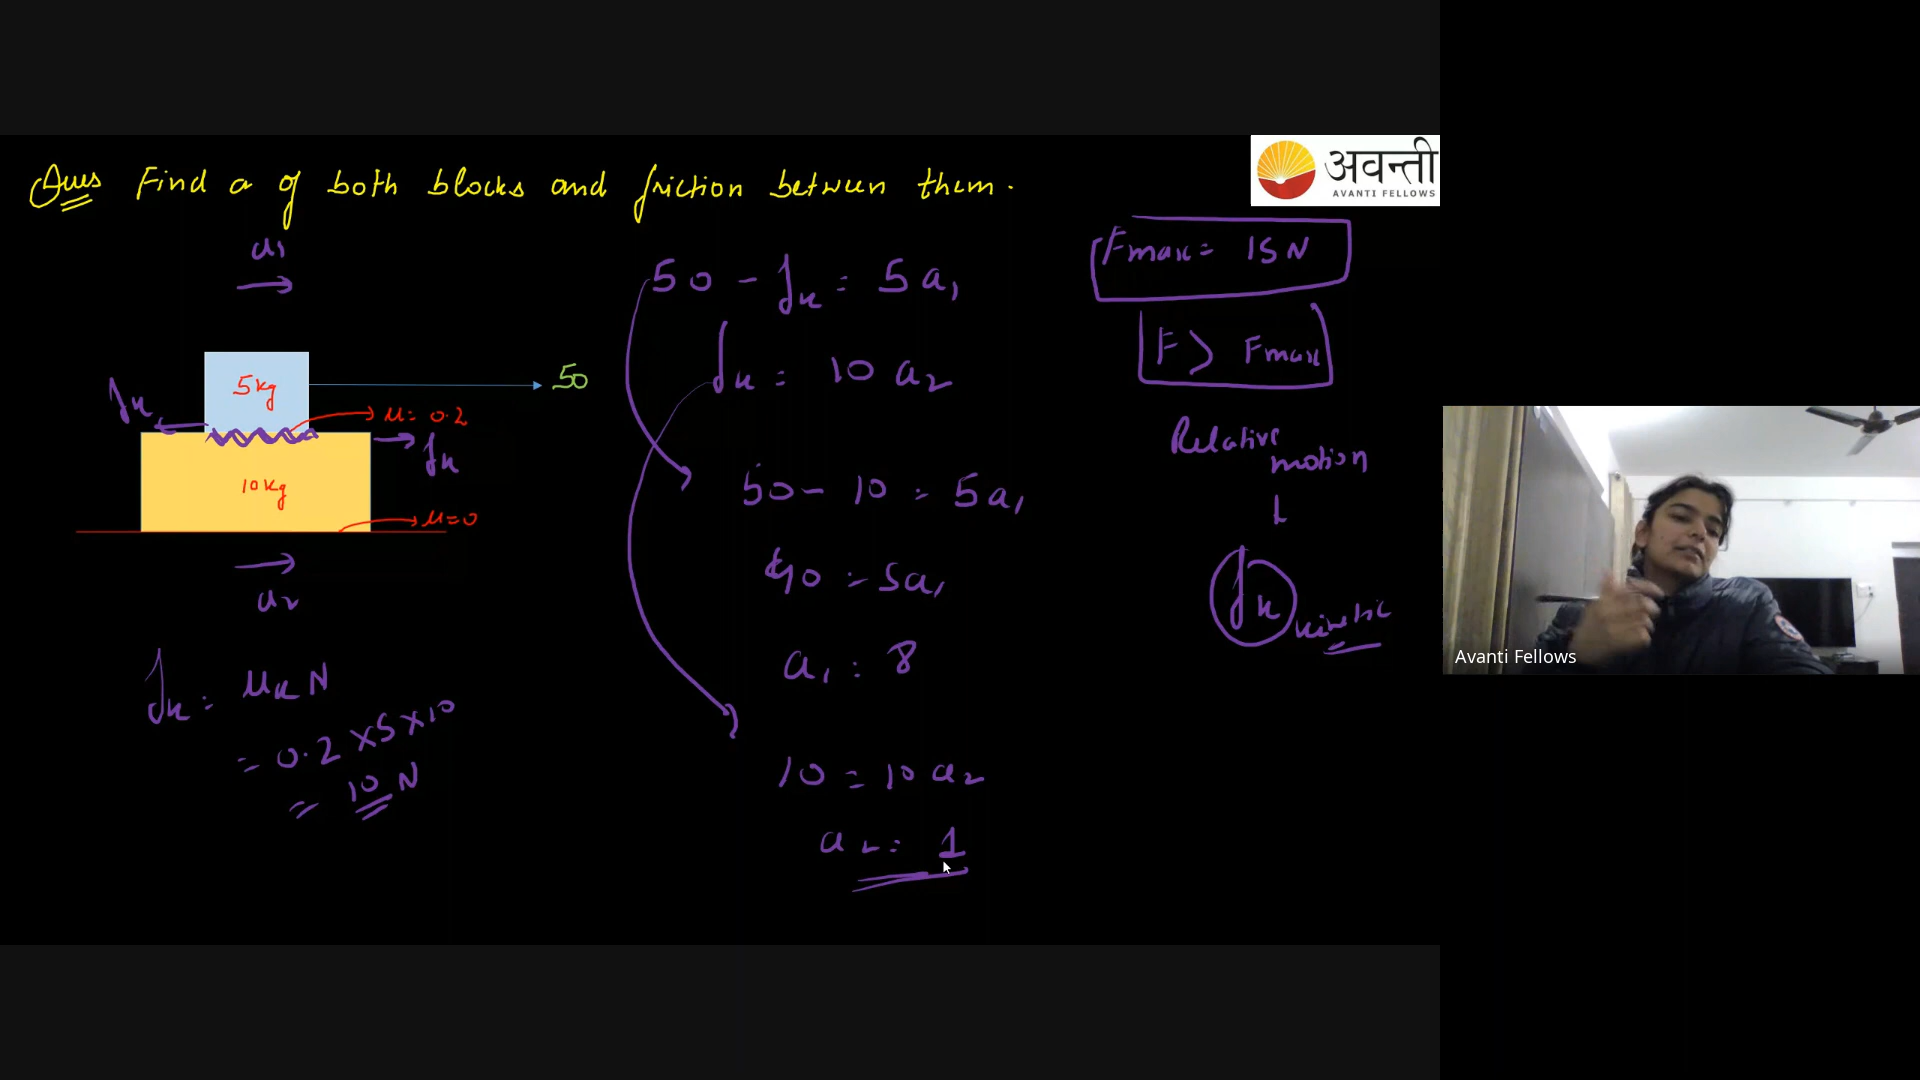 Ques Find a of both blocks and friction between them.
अवन्ती
AVANTI FELLOWS
a1
5kg
50
fk
μ = 0.2
fk
10kg
μ = 0
a2
fk = μk N
= 0.2 × 5 × 10
= 10 N
50 - fk = 5a1
fk = 10 a2
50 - 10 = 5a1
40 = 5a1
a1 = 8
10 = 10 a2
a2 = 1
Fmax = 15 N
F > Fmax
Relative motion
fk kinetic
Avanti Fellows